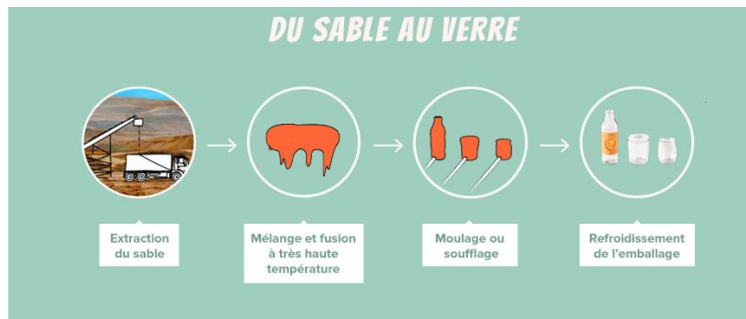 DU SABLE AU VERRE
Extraction
du sable
Mélange et fusion
à très haute
température
Moulage ou
soufflage
Refroidissement
de l'emballage